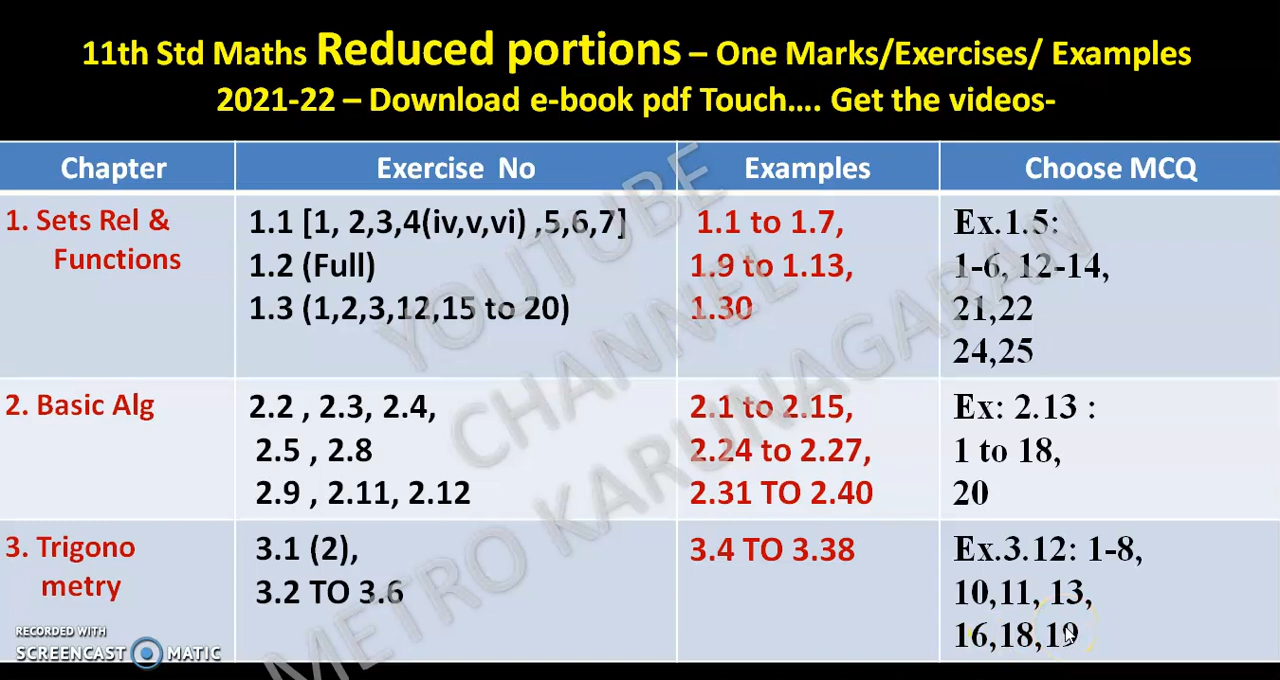 11th Std Maths Reduced portions – One Marks/Exercises/ Examples
2021-22 – Download e-book pdf Touch.... Get the videos-
Chapter
Exercise No
Examples
Choose MCQ
1. Sets Rel &
Functions
1.1 [1, 2,3,4(iv,v,vi) ,5,6,7]
1.2 (Full)
1.3 (1,2,3,12,15 to 20)
1.1 to 1.7,
1.9 to 1.13,
1.30
Ex.1.5:
1-6, 12-14,
21,22
24,25
2. Basic Alg
2.2 , 2.3, 2.4,
2.5 , 2.8
2.9 , 2.11, 2.12
2.1 to 2.15,
2.24 to 2.27,
2.31 TO 2.40
Ex: 2.13 :
1 to 18,
20
3. Trigono
metry
3.1 (2),
3.2 TO 3.6
3.4 TO 3.38
Ex.3.12: 1-8,
10,11, 13,
16,18,19
YOUTUBE
CHANNEL
METRO KARUNAGARAN
RECORDED WITH
SCREENCAST MATIC